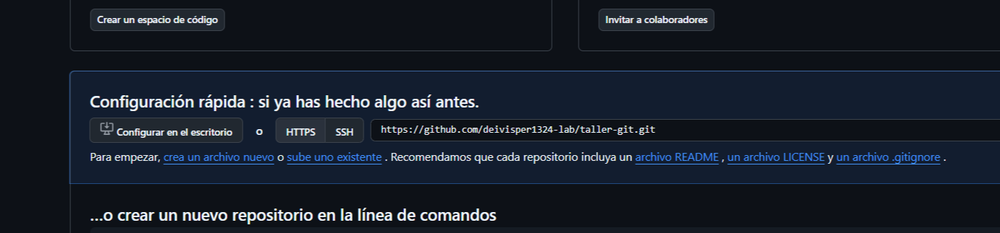 Crear un espacio de código
Invitar a colaboradores
Configuración rápida : si ya has hecho algo así antes.
Configurar en el escritorio o HTTPS SSH https://github.com/deivisper1324-lab/taller-git.git
Para empezar, crea un archivo nuevo o sube uno existente . Recomendamos que cada repositorio incluya un archivo README , un archivo LICENSE y un archivo .gitignore .
...o crear un nuevo repositorio en la línea de comandos